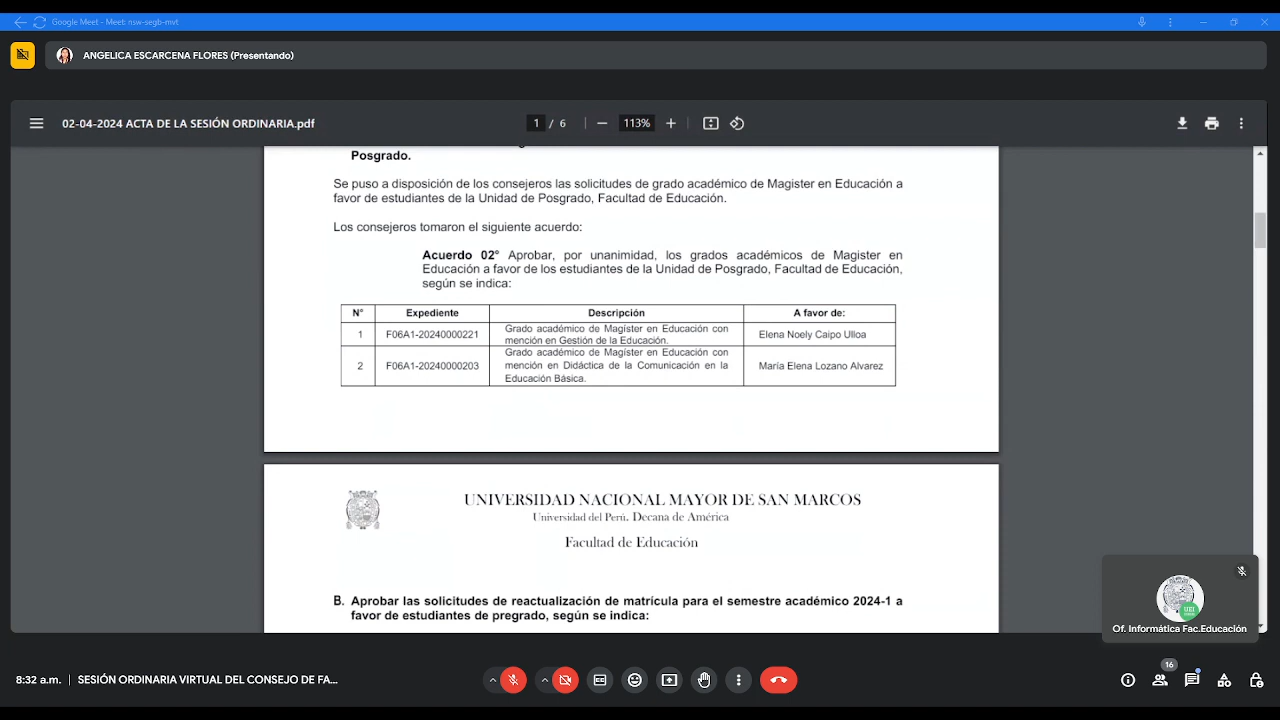 Google Meet - Meet: nsw-segb-mvt
ANGELICA ESCARCENA FLORES (Presentando)
02-04-2024 ACTA DE LA SESIÓN ORDINARIA.pdf
1 / 6
113%
Posgrado.
Se puso a disposición de los consejeros las solicitudes de grado académico de Magister en Educación a
favor de estudiantes de la Unidad de Posgrado, Facultad de Educación.
Los consejeros tomaron el siguiente acuerdo:
Acuerdo 02° Aprobar, por unanimidad, los grados académicos de Magister en
Educación a favor de los estudiantes de la Unidad de Posgrado, Facultad de Educación,
según se indica:
N° Expediente Descripción A favor de:
1 F06A1-20240000221 Grado académico de Magíster en Educación con
mención en Gestión de la Educación. Elena Noely Caipo Ulloa
2 F06A1-20240000203 Grado académico de Magíster en Educación con
mención en Didáctica de la Comunicación en la María Elena Lozano Alvarez
Educación Básica.
UNIVERSIDAD NACIONAL MAYOR DE SAN MARCOS
Universidad del Perú. Decana de América
Facultad de Educación
B. Aprobar las solicitudes de reactualización de matrícula para el semestre académico 2024-1 a
favor de estudiantes de pregrado, según se indica:
Of. Informática Fac.Educación
8:32 a.m. | SESIÓN ORDINARIA VIRTUAL DEL CONSEJO DE FA...
16